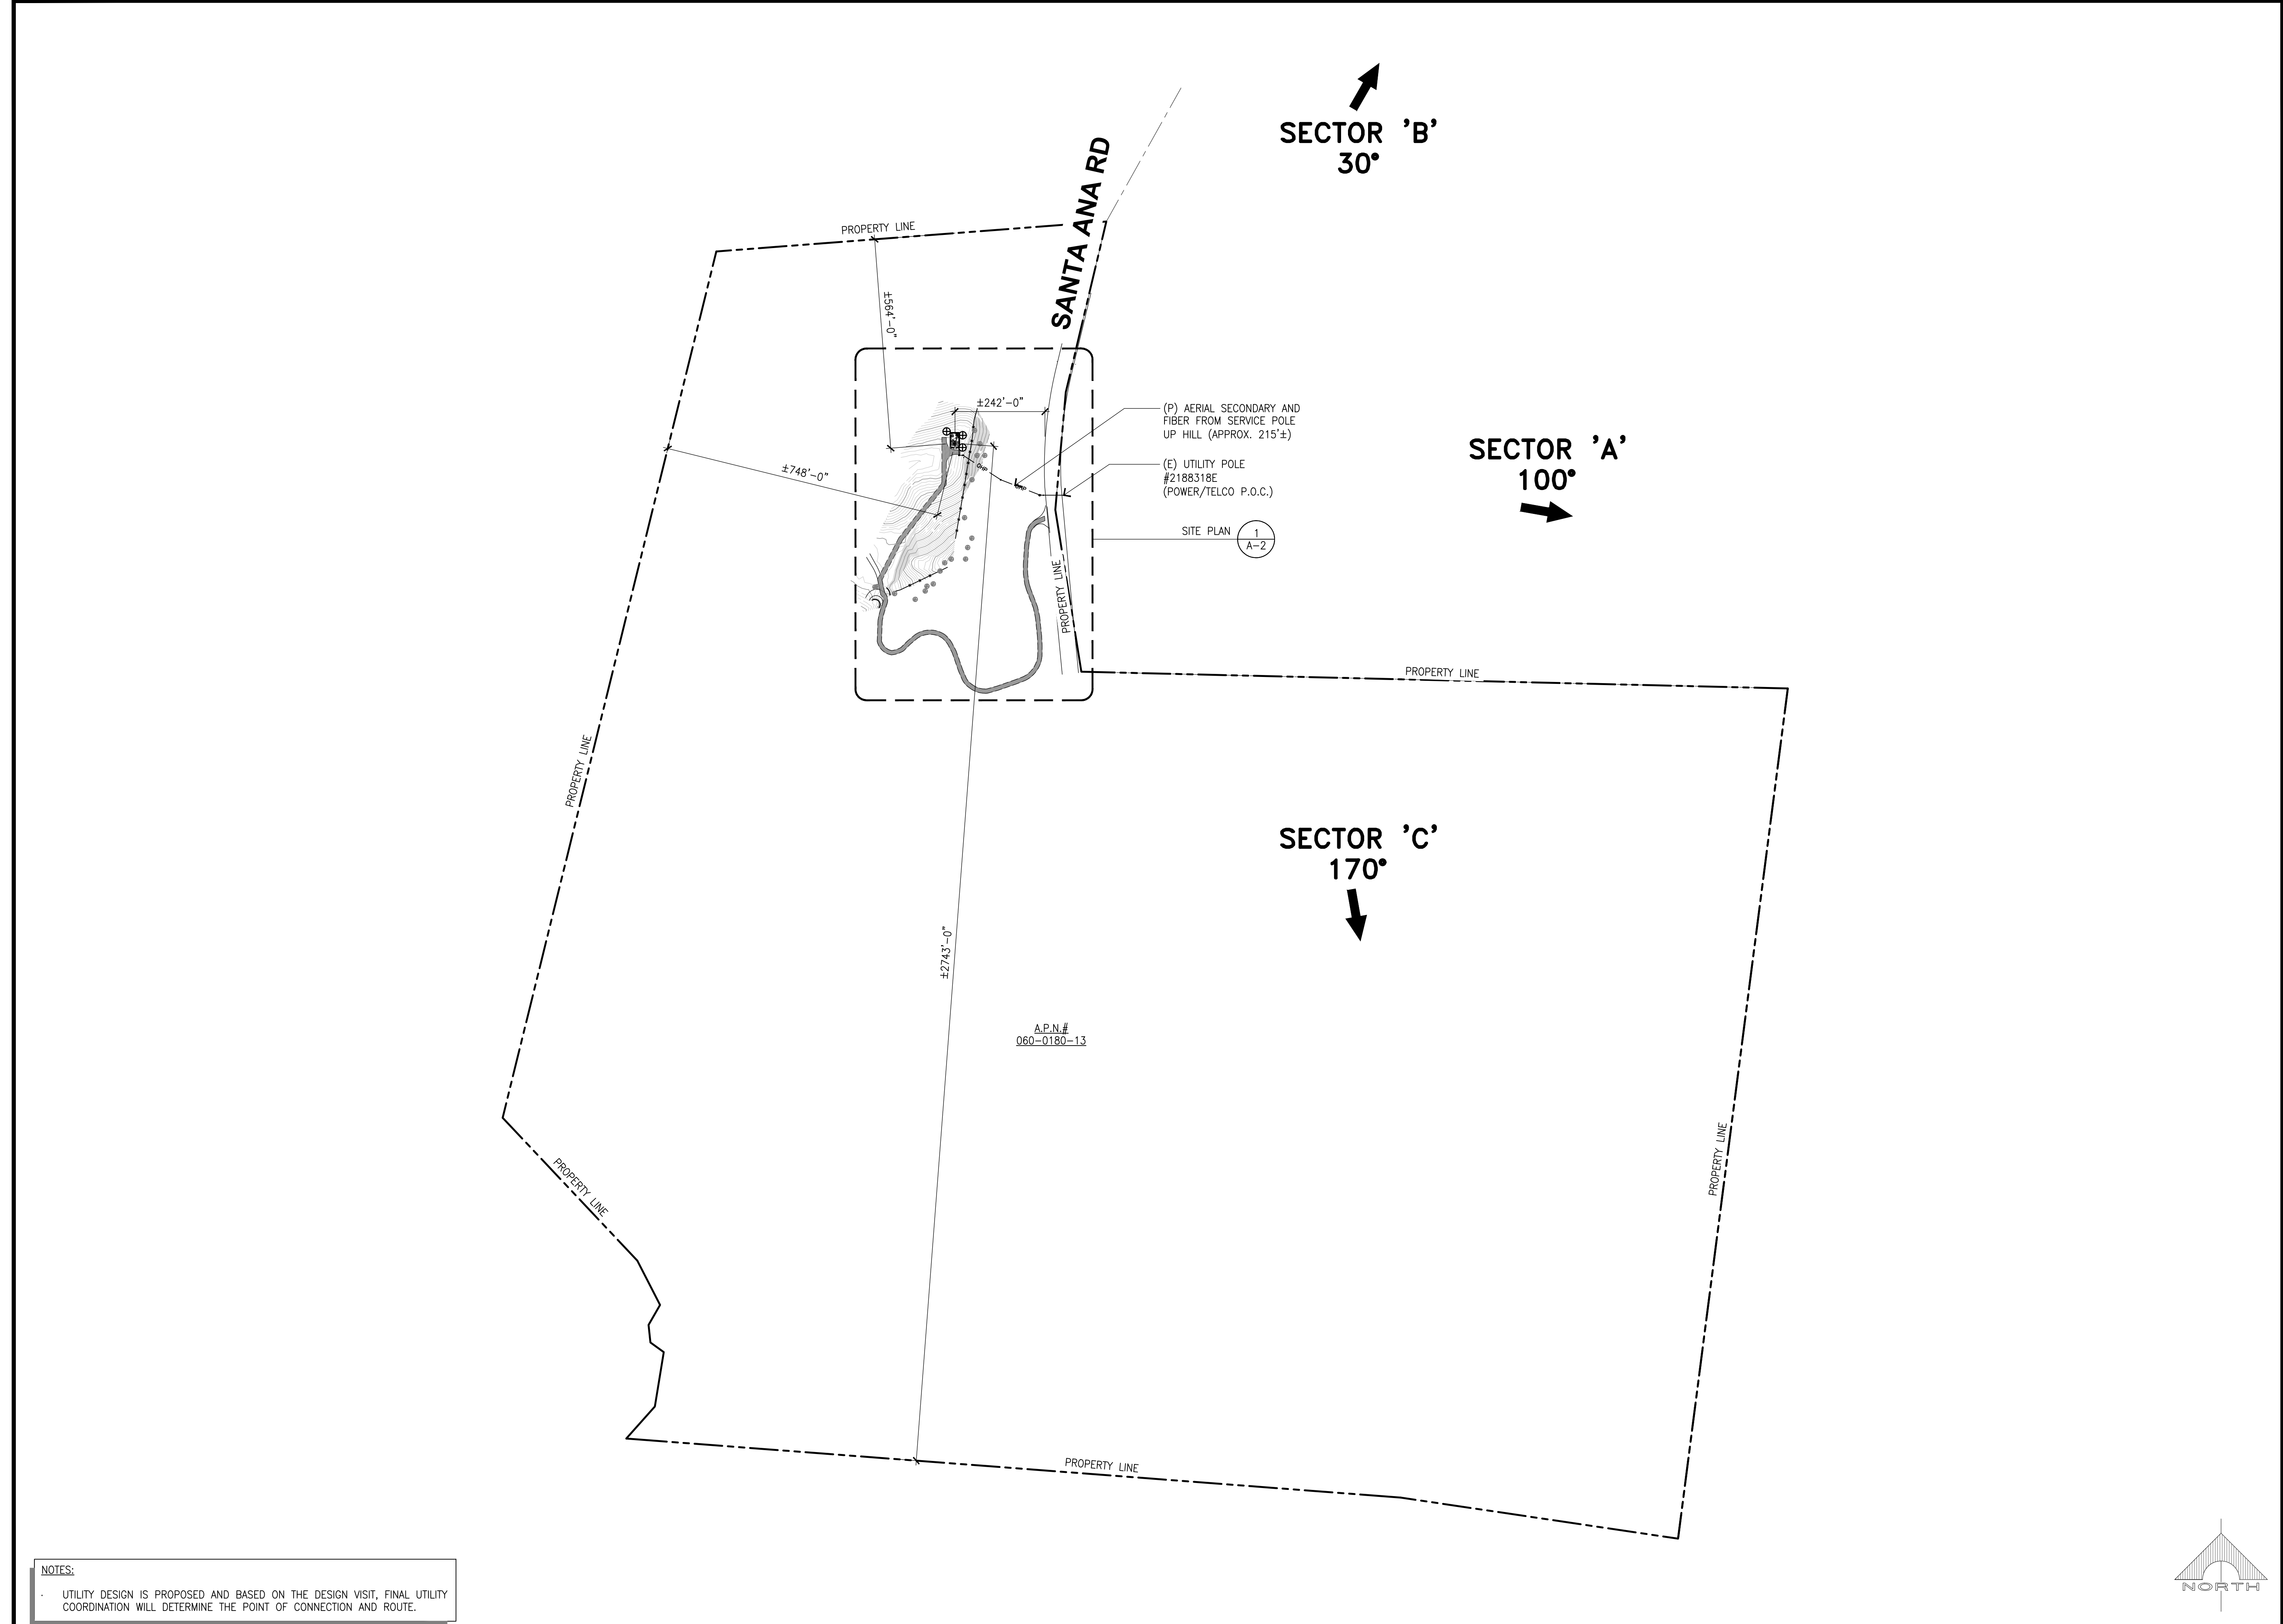 SECTOR 'B'
30°
SANTA ANA RD
PROPERTY LINE
±564'-0"
±242'-0"
(P) AERIAL SECONDARY AND
FIBER FROM SERVICE POLE
UP HILL (APPROX. 215'±)
SECTOR 'A'
100°
(E) UTILITY POLE
#2188318E
(POWER/TELCO P.O.C.)
±748'-0"
OHP
OHP
SITE PLAN
1
A-2
PROPERTY LINE
PROPERTY LINE
PROPERTY LINE
SECTOR 'C'
170°
±2743'-0"
A.P.N.#
060-0180-13
PROPERTY LINE
PROPERTY LINE
PROPERTY LINE
NOTES:
- UTILITY DESIGN IS PROPOSED AND BASED ON THE DESIGN VISIT, FINAL UTILITY
COORDINATION WILL DETERMINE THE POINT OF CONNECTION AND ROUTE.
NORTH